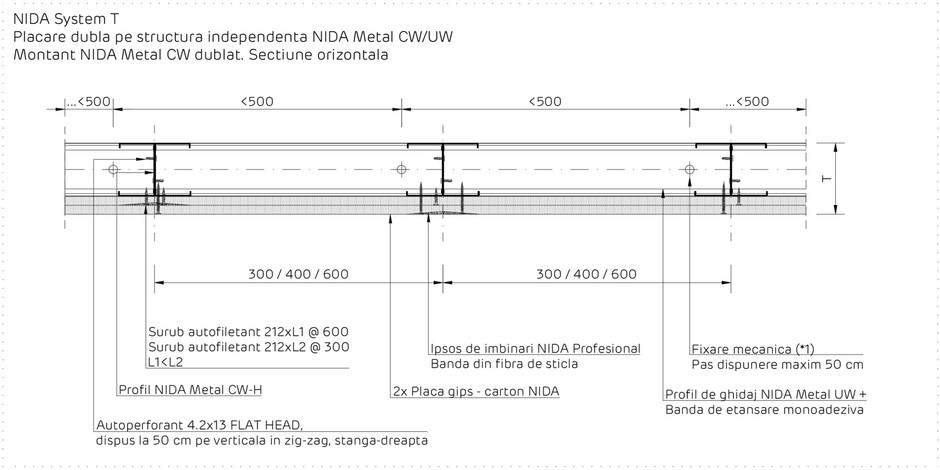 NIDA System T
Placare dubla pe structura independenta NIDA Metal CW/UW
Montant NIDA Metal CW dublat. Sectiune orizontala
...<500
<500
<500
...<500
T
300 / 400 / 600
300 / 400 / 600
Surub autofiletant 212xL1 @ 600
Surub autofiletant 212xL2 @ 300
L1<L2
Ipsos de imbinari NIDA Profesional
Banda din fibra de sticla
Fixare mecanica (*1)
Pas dispunere maxim 50 cm
Profil NIDA Metal CW-H
2x Placa gips - carton NIDA
Profil de ghidaj NIDA Metal UW +
Banda de etansare monoadeziva
Autoperforant 4.2x13 FLAT HEAD,
dispus la 50 cm pe verticala in zig-zag, stanga-dreapta